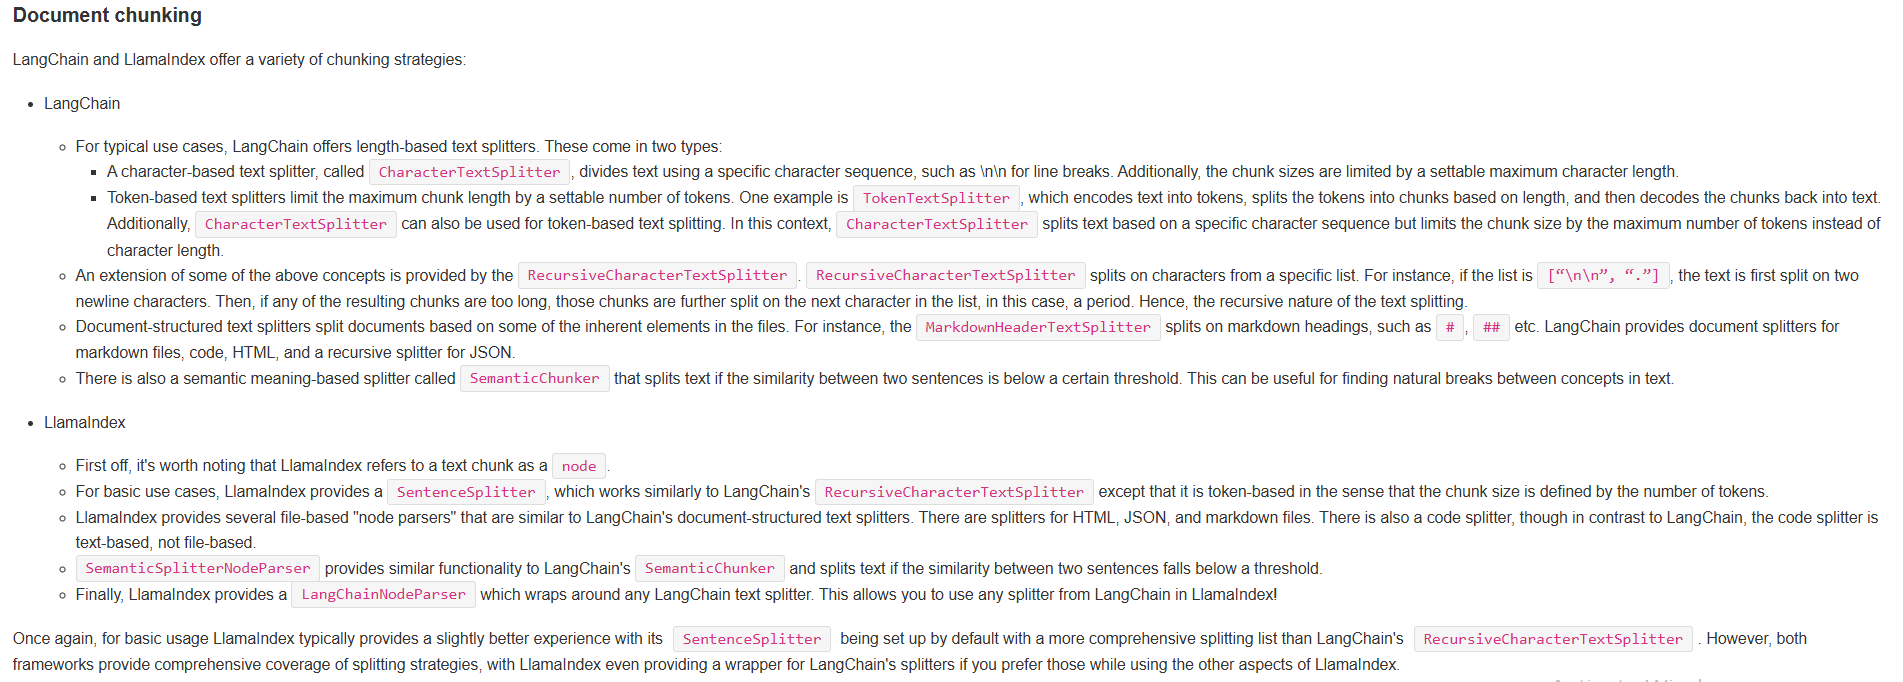 Document chunking
LangChain and LlamaIndex offer a variety of chunking strategies:
• LangChain
◦ For typical use cases, LangChain offers length-based text splitters. These come in two types:
▪ A character-based text splitter, called CharacterTextSplitter, divides text using a specific character sequence, such as \n\n for line breaks. Additionally, the chunk sizes are limited by a settable maximum character length.
▪ Token-based text splitters limit the maximum chunk length by a settable number of tokens. One example is TokenTextSplitter, which encodes text into tokens, splits the tokens into chunks based on length, and then decodes the chunks back into text.
Additionally, CharacterTextSplitter can also be used for token-based text splitting. In this context, CharacterTextSplitter splits text based on a specific character sequence but limits the chunk size by the maximum number of tokens instead of
character length.
◦ An extension of some of the above concepts is provided by the RecursiveCharacterTextSplitter. RecursiveCharacterTextSplitter splits on characters from a specific list. For instance, if the list is [“\n\n”, “.”], the text is first split on two
newline characters. Then, if any of the resulting chunks are too long, those chunks are further split on the next character in the list, in this case, a period. Hence, the recursive nature of the text splitting.
◦ Document-structured text splitters split documents based on some of the inherent elements in the files. For instance, the MarkdownHeaderTextSplitter splits on markdown headings, such as #, ## etc. LangChain provides document splitters for
markdown files, code, HTML, and a recursive splitter for JSON.
◦ There is also a semantic meaning-based splitter called SemanticChunker that splits text if the similarity between two sentences is below a certain threshold. This can be useful for finding natural breaks between concepts in text.
• LlamaIndex
◦ First off, it's worth noting that LlamaIndex refers to a text chunk as a node.
◦ For basic use cases, LlamaIndex provides a SentenceSplitter, which works similarly to LangChain's RecursiveCharacterTextSplitter except that it is token-based in the sense that the chunk size is defined by the number of tokens.
◦ LlamaIndex provides several file-based "node parsers" that are similar to LangChain's document-structured text splitters. There are splitters for HTML, JSON, and markdown files. There is also a code splitter, though in contrast to LangChain, the code splitter is
text-based, not file-based.
◦ SemanticSplitterNodeParser provides similar functionality to LangChain's SemanticChunker and splits text if the similarity between two sentences falls below a threshold.
◦ Finally, LlamaIndex provides a LangChainNodeParser which wraps around any LangChain text splitter. This allows you to use any splitter from LangChain in LlamaIndex!
Once again, for basic usage LlamaIndex typically provides a slightly better experience with its SentenceSplitter being set up by default with a more comprehensive splitting list than LangChain's RecursiveCharacterTextSplitter . However, both
frameworks provide comprehensive coverage of splitting strategies, with LlamaIndex even providing a wrapper for LangChain's splitters if you prefer those while using the other aspects of LlamaIndex.